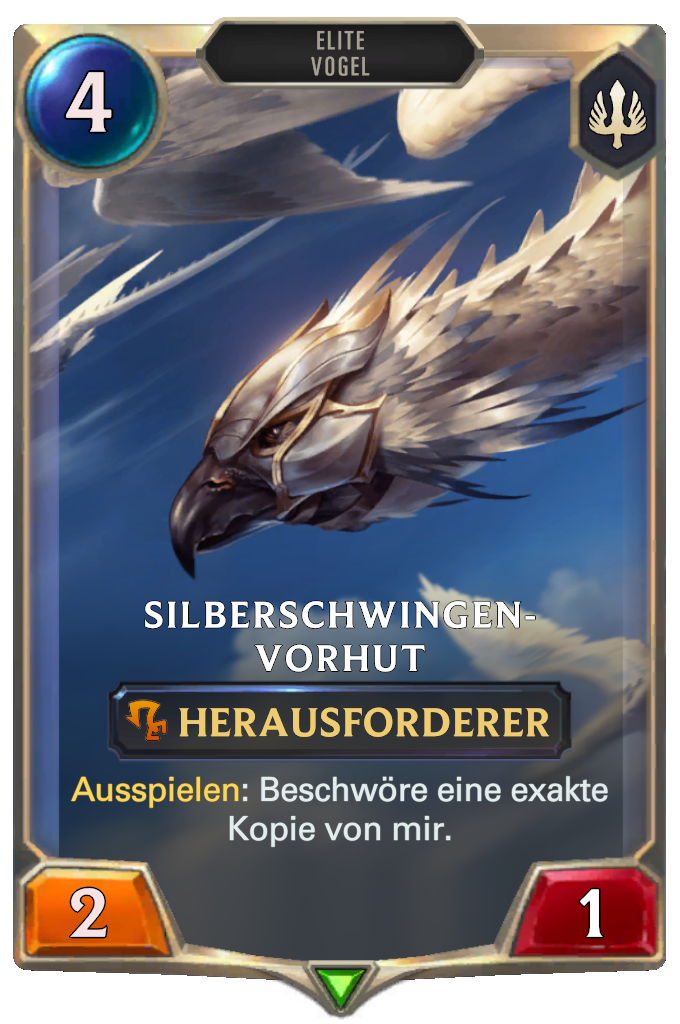 ELITE
VOGEL
4
SILBERSCHWINGEN-
VORHUT
HERAUSFORDERER
Ausspielen: Beschwöre eine exakte
Kopie von mir.
2
1